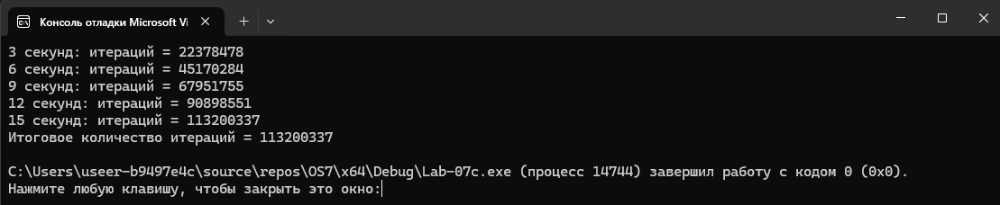 Консоль отладки Microsoft Vi
3 секунд: итераций = 22378478
6 секунд: итераций = 45170284
9 секунд: итераций = 67951755
12 секунд: итераций = 90898551
15 секунд: итераций = 113200337
Итоговое количество итераций = 113200337
C:\Users\useer-b9497e4c\source\repos\OS7\x64\Debug\Lab-07c.exe (процесс 14744) завершил работу с кодом 0 (0x0).
Нажмите любую клавишу, чтобы закрыть это окно: